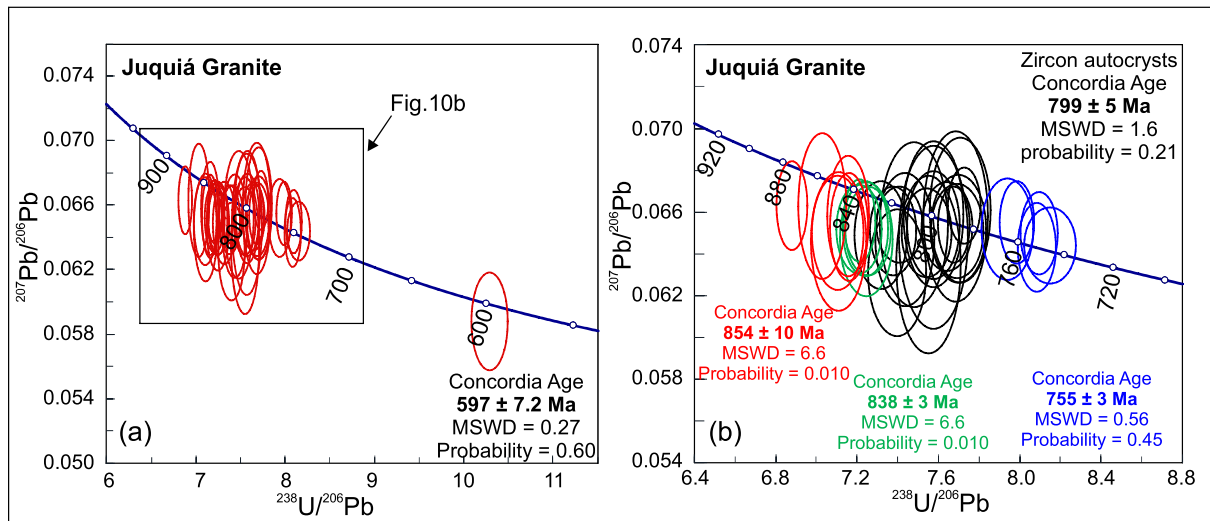 Juquiá Granite
Fig.10b
0.074
0.070
0.066
0.062
0.058
0.054
0.050
²⁰⁷Pb/²⁰⁶Pb
900
800
700
600
Concordia Age
597 ± 7.2 Ma
MSWD = 0.27
Probability = 0.60
(a)
6 7 8 9 10 11
²³⁸U/²⁰⁶Pb
Juquiá Granite
Zircon autocrysts
Concordia Age
799 ± 5 Ma
MSWD = 1.6
probability = 0.21
0.074
0.070
0.066
0.062
0.058
0.054
²⁰⁷Pb/²⁰⁶Pb
920
880
840
800
760
720
Concordia Age
854 ± 10 Ma
MSWD = 6.6
Probability = 0.010
Concordia Age
838 ± 3 Ma
MSWD = 6.6
Probability = 0.010
Concordia Age
755 ± 3 Ma
MSWD = 0.56
Probability = 0.45
(b)
6.4 6.8 7.2 7.6 8.0 8.4 8.8
²³⁸U/²⁰⁶Pb